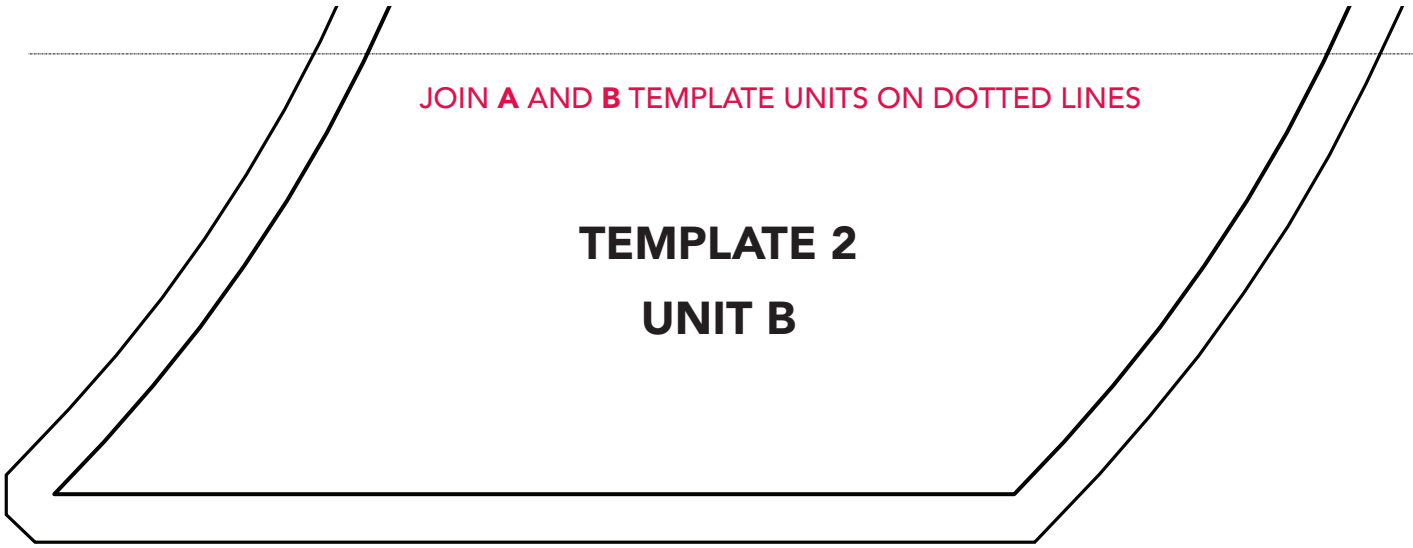 JOIN A AND B TEMPLATE UNITS ON DOTTED LINES
TEMPLATE 2
UNIT B